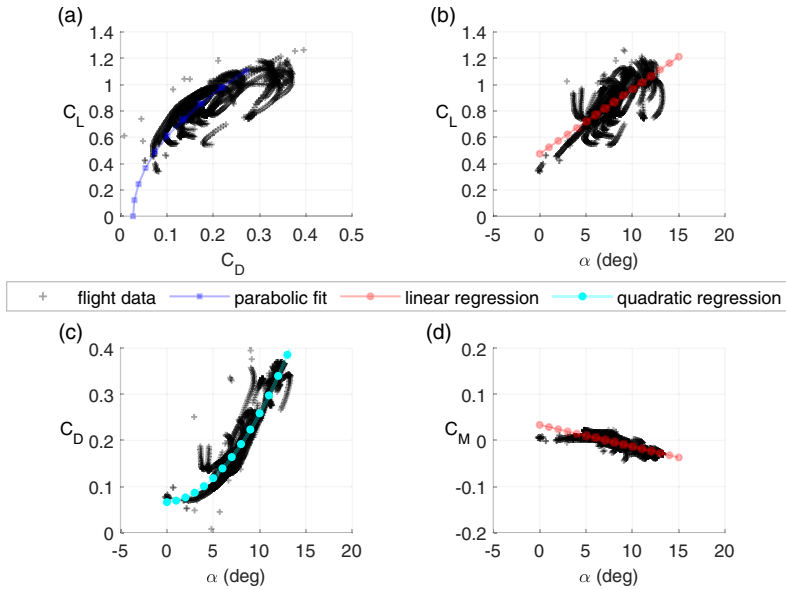 (a)
1.4
1.2
1
0.8
0.6
0.4
0.2
0
C_L
0 0.1 0.2 0.3 0.4 0.5
C_D
(b)
1.4
1.2
1
0.8
0.6
0.4
0.2
0
C_L
-5 0 5 10 15 20
α (deg)
flight data parabolic fit linear regression quadratic regression
(c)
0.4
0.3
0.2
0.1
0
C_D
-5 0 5 10 15 20
α (deg)
(d)
0.2
0.1
0
-0.1
-0.2
C_M
-5 0 5 10 15 20
α (deg)